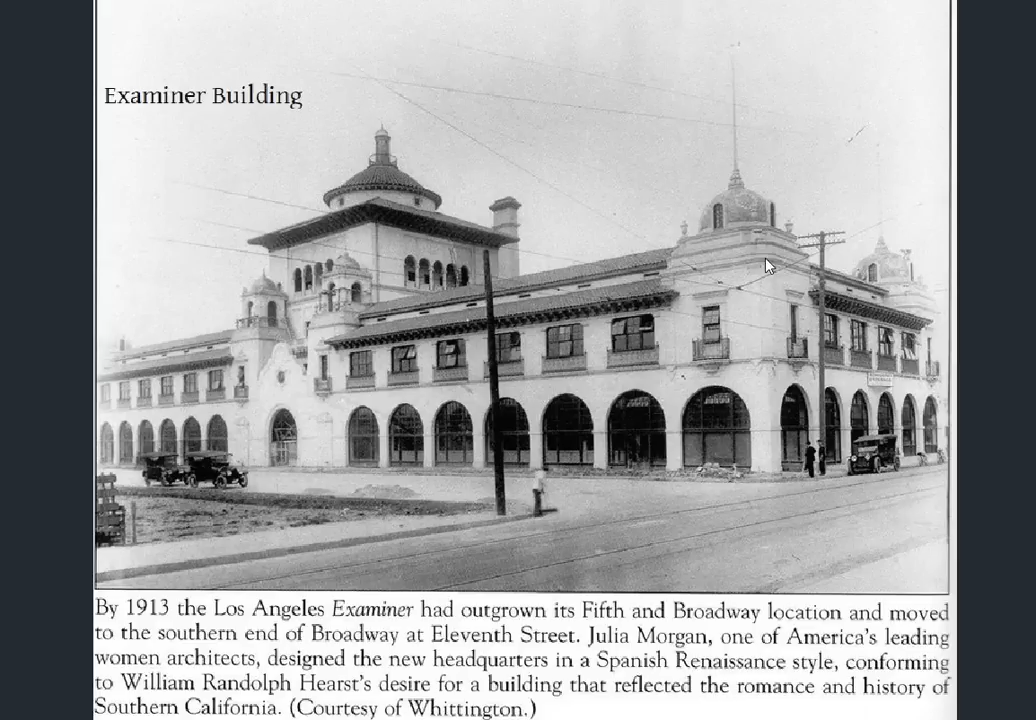 Examiner Building
By 1913 the Los Angeles Examiner had outgrown its Fifth and Broadway location and moved
to the southern end of Broadway at Eleventh Street. Julia Morgan, one of America's leading
women architects, designed the new headquarters in a Spanish Renaissance style, conforming
to William Randolph Hearst's desire for a building that reflected the romance and history of
Southern California. (Courtesy of Whittington.)